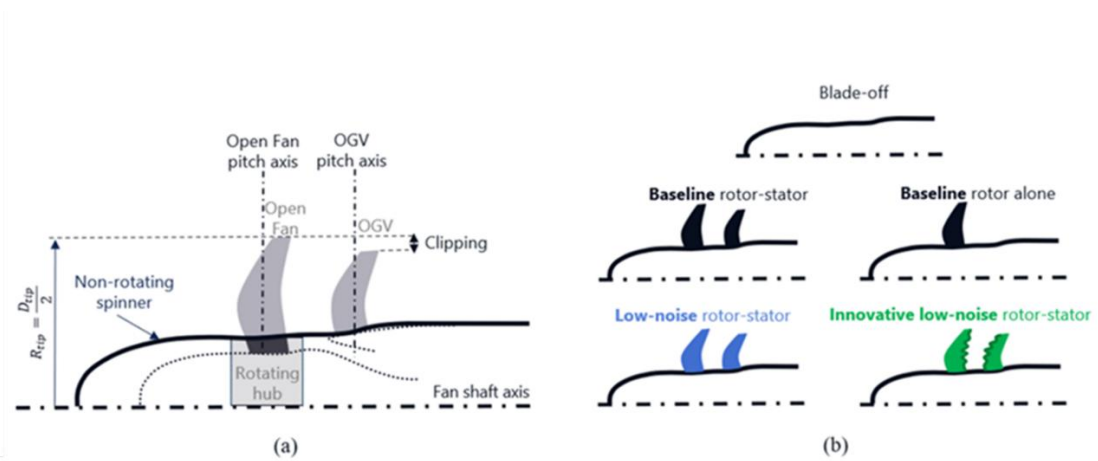 Open Fan
pitch axis
OGV
pitch axis
Open
Fan
OGV
Clipping
Non-rotating
spinner
R_tip = D_tip / 2
Rotating
hub
Fan shaft axis
(a)
Blade-off
Baseline rotor-stator
Baseline rotor alone
Low-noise rotor-stator
Innovative low-noise rotor-stator
(b)